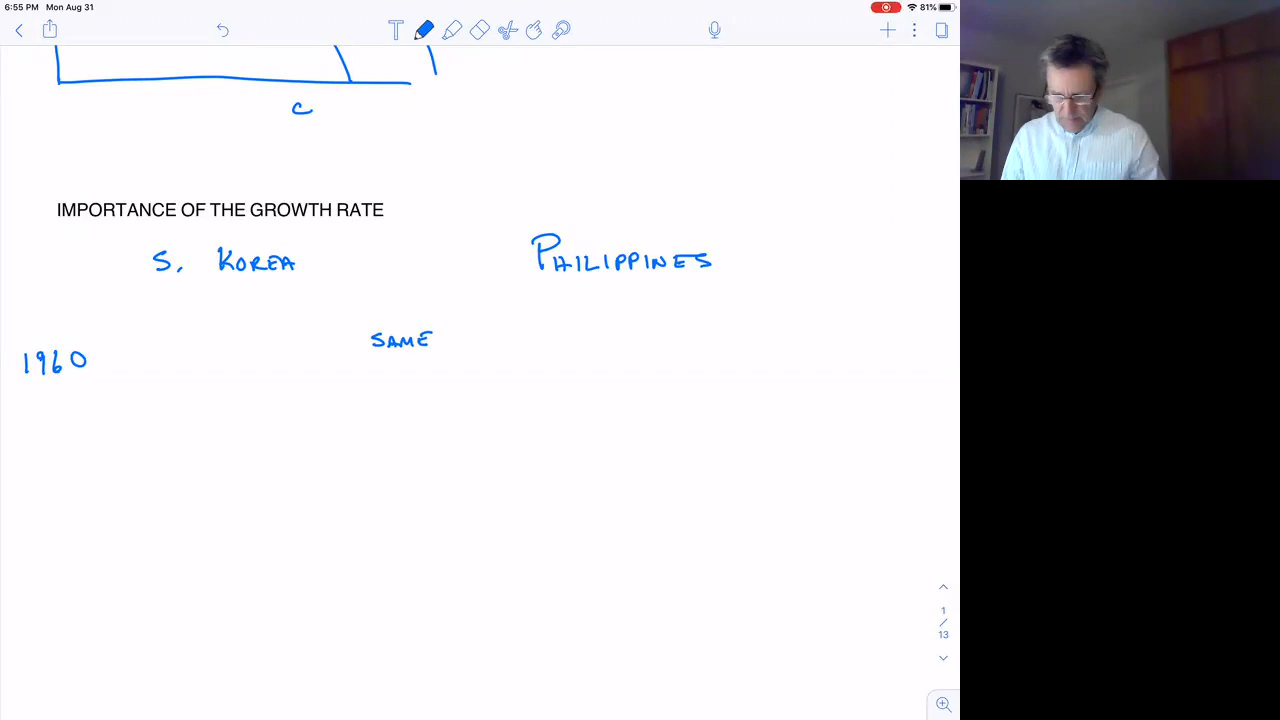 6:55 PM Mon Aug 31 81%
T
C
IMPORTANCE OF THE GROWTH RATE
S. KOREA PHILIPPINES
SAME
1960
1
/
13